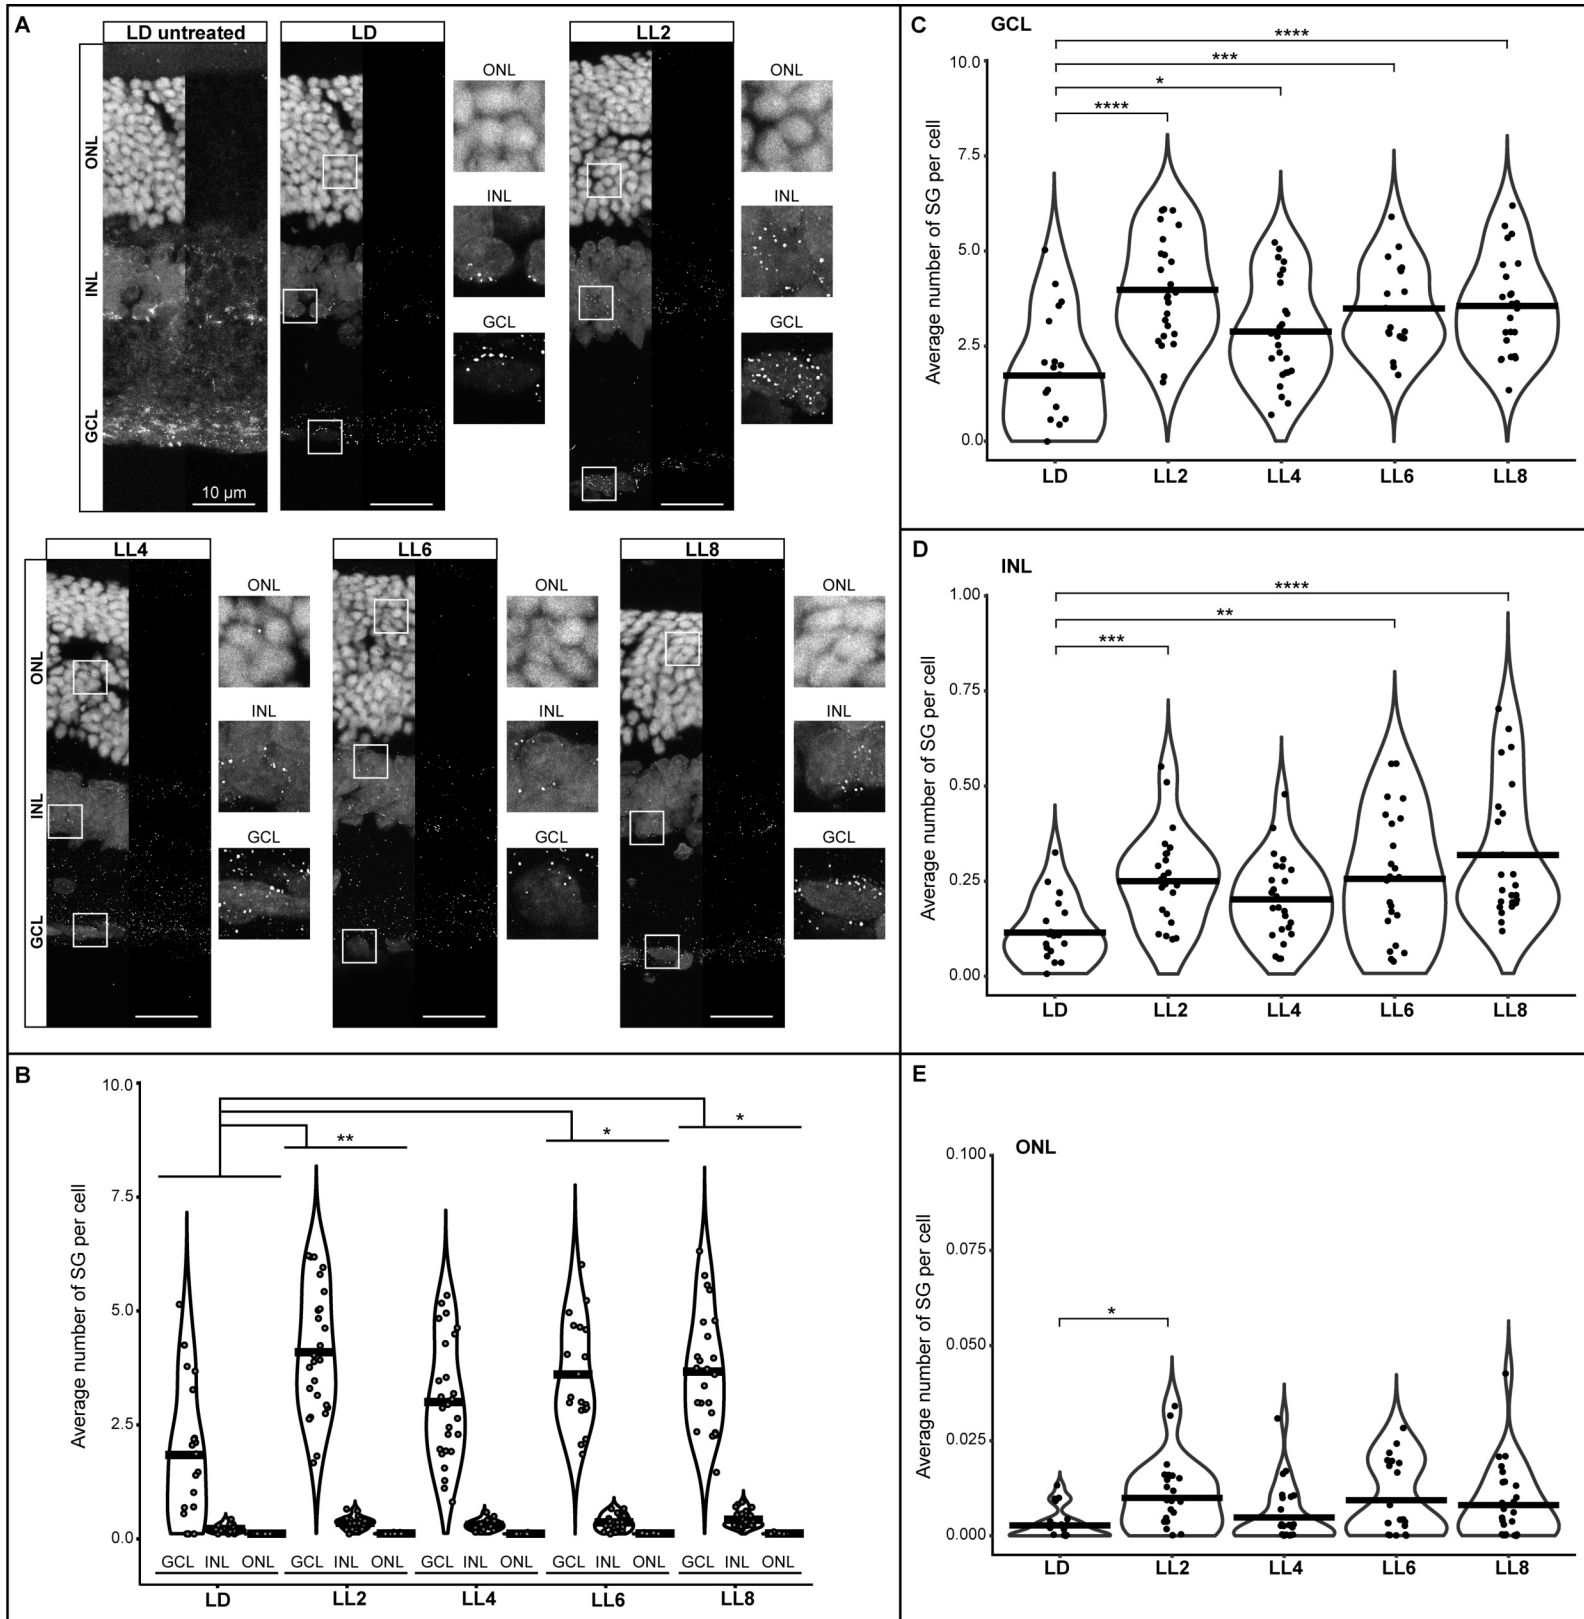 A
LD untreated
LD
LL2
ONL
INL
GCL
10 µm
ONL
INL
GCL
ONL
INL
GCL
LL4
LL6
LL8
ONL
INL
GCL
ONL
INL
GCL
ONL
INL
GCL
ONL
INL
GCL
B
Average number of SG per cell
10.0
7.5
5.0
2.5
0.0
** * *
GCL INL ONL GCL INL ONL GCL INL ONL GCL INL ONL GCL INL ONL
LD LL2 LL4 LL6 LL8
C GCL
Average number of SG per cell
10.0
7.5
5.0
2.5
0.0
****
***
*
****
LD LL2 LL4 LL6 LL8
D INL
Average number of SG per cell
1.00
0.75
0.50
0.25
0.00
****
**
***
LD LL2 LL4 LL6 LL8
E
ONL
Average number of SG per cell
0.100
0.075
0.050
0.025
0.000
*
LD LL2 LL4 LL6 LL8